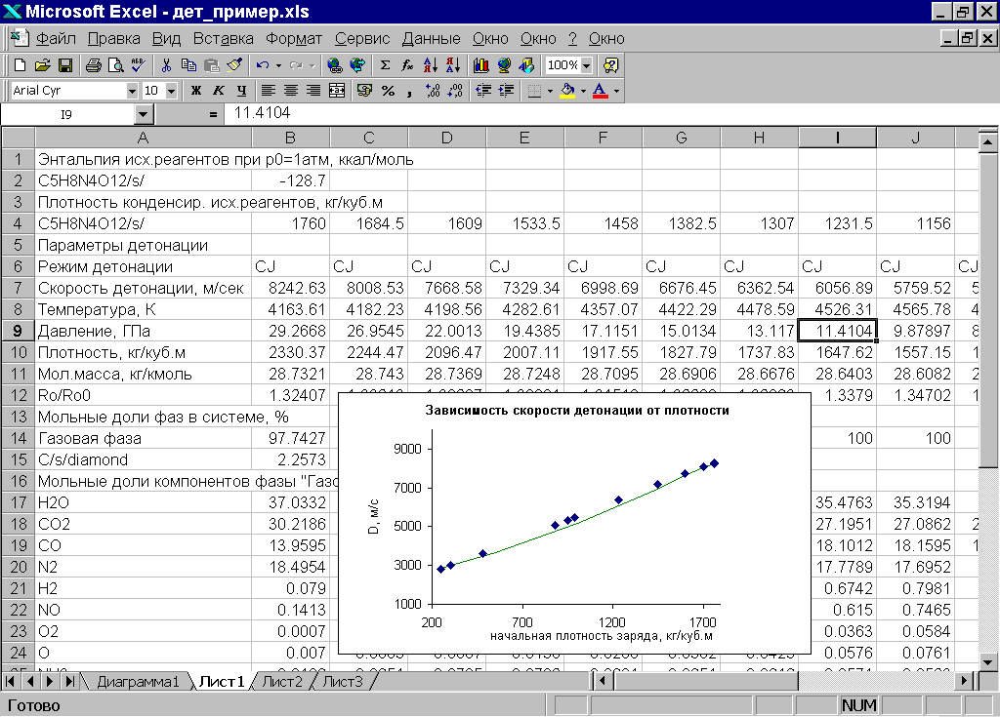 Microsoft Excel - дет_пример.xls
Файл Правка Вид Вставка Формат Сервис Данные Окно Окно ? Окно
100%
Arial Cyr 10 Ж К Ч
I9 = 11.4104
A B C D E F G H I J
1 Энтальпия исх.реагентов при p0=1атм, ккал/моль
2 C5H8N4O12/s/ -128.7
3 Плотность конденсир. исх.реагентов, кг/куб.м
4 C5H8N4O12/s/ 1760 1684.5 1609 1533.5 1458 1382.5 1307 1231.5 1156
5 Параметры детонации
6 Режим детонации CJ CJ CJ CJ CJ CJ CJ CJ CJ CJ
7 Скорость детонации, м/сек 8242.63 8008.53 7668.58 7329.34 6998.69 6676.45 6362.54 6056.89 5759.52 5
8 Температура, К 4163.61 4182.23 4198.56 4282.61 4357.07 4422.29 4478.59 4526.31 4565.78 4
9 Давление, ГПа 29.2668 26.9545 22.0013 19.4385 17.1151 15.0134 13.117 11.4104 9.87897 8
10 Плотность, кг/куб.м 2330.37 2244.47 2096.47 2007.11 1917.55 1827.79 1737.83 1647.62 1557.15 1
11 Мол.масса, кг/кмоль 28.7321 28.743 28.7369 28.7248 28.7095 28.6906 28.6676 28.6403 28.6082 2
12 Ro/Ro0 1.32407 1.3379 1.34702 1
13 Мольные доли фаз в системе, %
14 Газовая фаза 97.7427 100 100
15 C/s/diamond 2.2573
16 Мольные доли компонентов фазы "Газо
17 H2O 37.0332 35.4763 35.3194
18 CO2 30.2186 27.1951 27.0862 2
19 CO 13.9595 18.1012 18.1595 1
20 N2 18.4954 17.7789 17.6952
21 H2 0.079 0.6742 0.7981
22 NO 0.1413 0.615 0.7465
23 O2 0.0007 0.0363 0.0584
24 O 0.007 0.0576 0.0761
Зависимость скорости детонации от плотности
9000
7000
5000
3000
1000
D, м/с
200 700 1200 1700
начальная плотность заряда, кг/куб.м
Диаграмма1 Лист1 Лист2 Лист3
Готово NUM